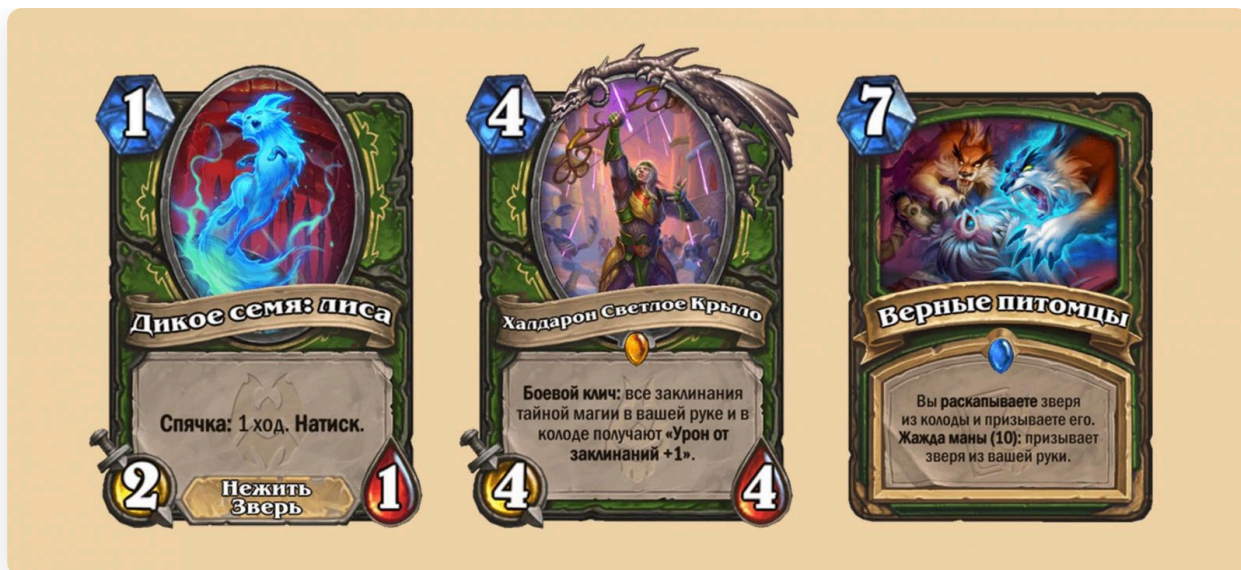 1
Дикое семя: лиса
Спячка: 1 ход. Натиск.
2
Нежить
Зверь
1
4
Халдарон Светлое Крыло
Боевой клич: все заклинания
тайной магии в вашей руке и в
колоде получают «Урон от
заклинаний +1».
4
4
7
Верные питомцы
Вы раскапываете зверя
из колоды и призываете его.
Жажда маны (10): призывает
зверя из вашей руки.